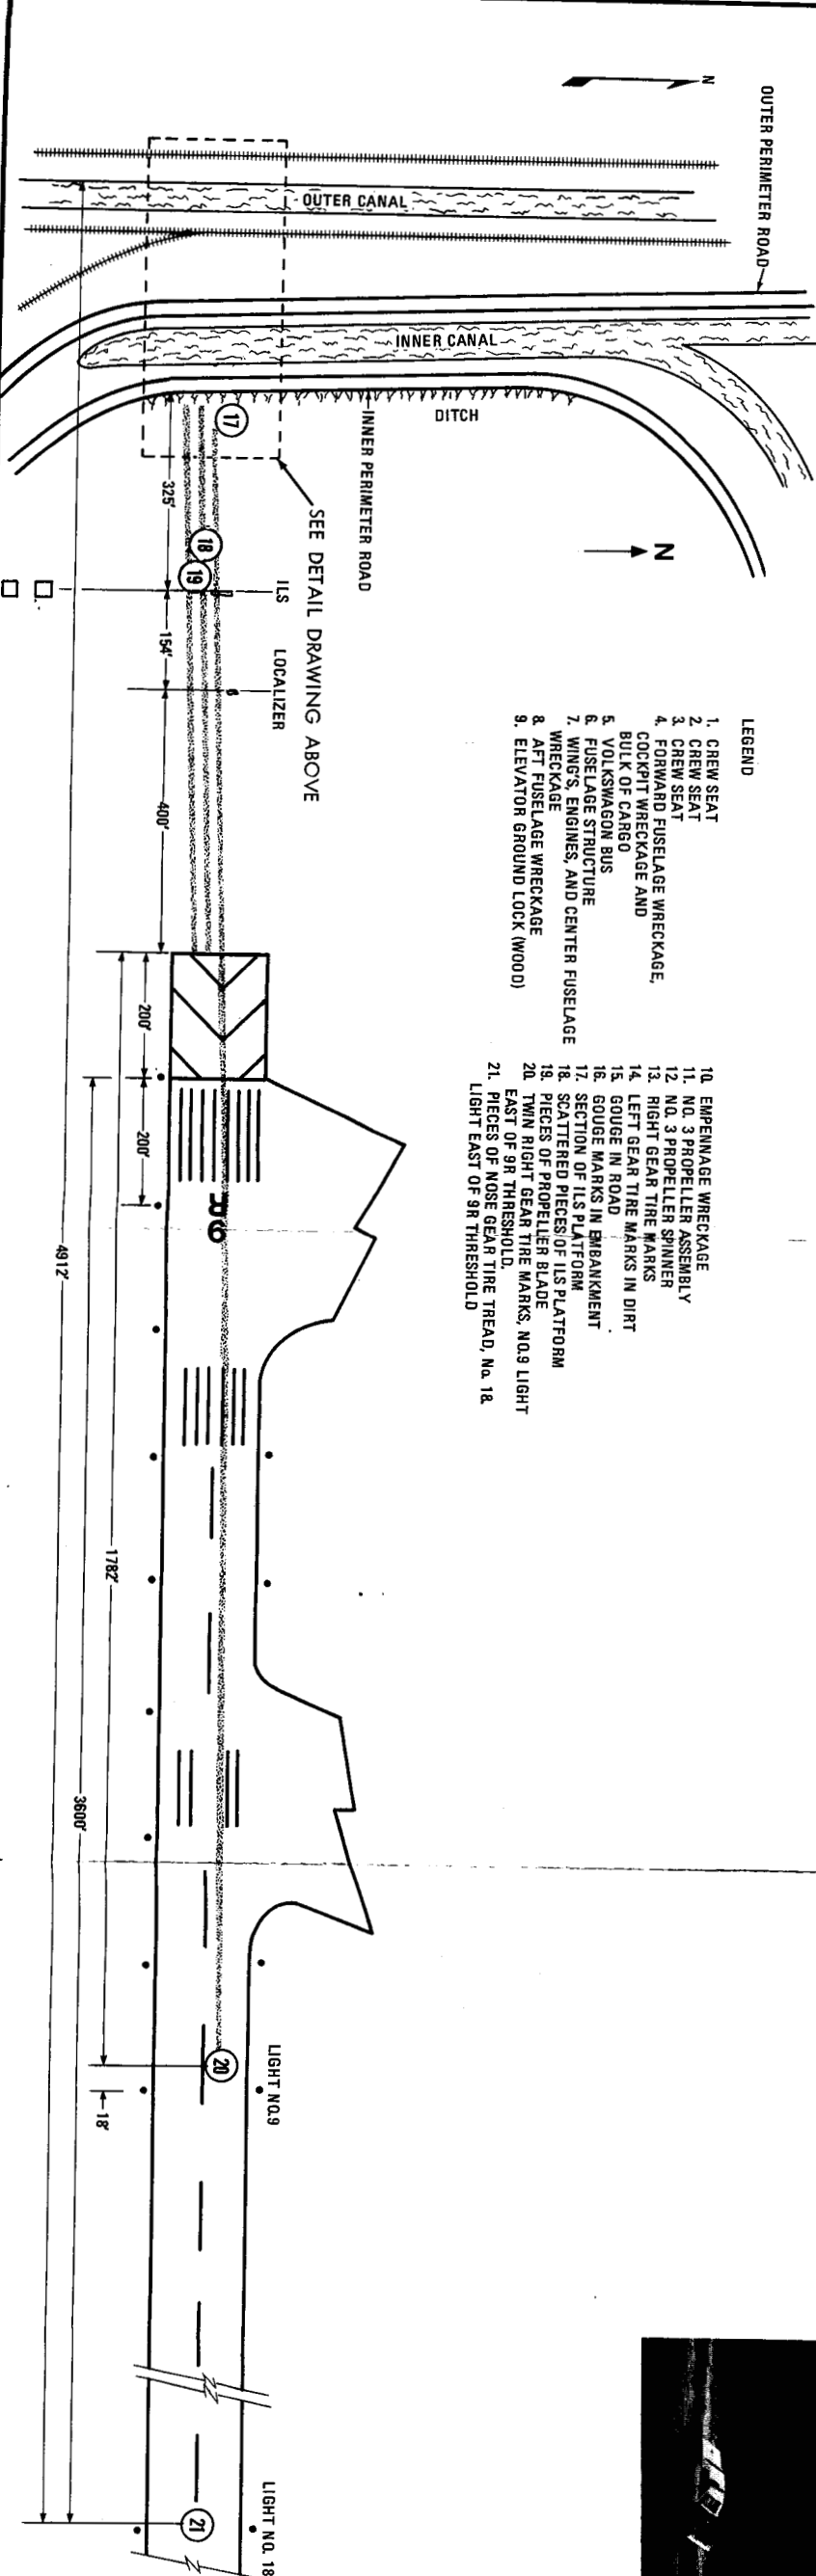 N
OUTER PERIMETER ROAD
OUTER CANAL
INNER CANAL
DITCH
INNER PERIMETER ROAD
N
SEE DETAIL DRAWING ABOVE
ILS
LOCALIZER
17
18
19
325'
154'
400'
200'
200'
1782'
3600'
4912'
18'
9R
LIGHT NO.9
20
LIGHT NO. 18
21
LEGEND
1. CREW SEAT
2. CREW SEAT
3. CREW SEAT
4. FORWARD FUSELAGE WRECKAGE,
COCKPIT WRECKAGE AND
BULK OF CARGO
5. VOLKSWAGON BUS
6. FUSELAGE STRUCTURE
7. WING'S, ENGINES, AND CENTER FUSELAGE
WRECKAGE
8. AFT FUSELAGE WRECKAGE
9. ELEVATOR GROUND LOCK (WOOD)
10. EMPENNAGE WRECKAGE
11. NO. 3 PROPELLER ASSEMBLY
12. NO. 3 PROPELLER SPINNER
13. RIGHT GEAR TIRE MARKS
14. LEFT GEAR TIRE MARKS IN DIRT
15. GOUGE IN ROAD
16. GOUGE MARKS IN EMBANKMENT
17. SECTION OF ILS PLATFORM
18. SCATTERED PIECES OF ILS PLATFORM
19. PIECES OF PROPELLER BLADE
20. TWIN RIGHT GEAR TIRE MARKS, NO.9 LIGHT
EAST OF 9R THRESHOLD.
21. PIECES OF NOSE GEAR TIRE TREAD, No. 18.
LIGHT EAST OF 9R THRESHOLD